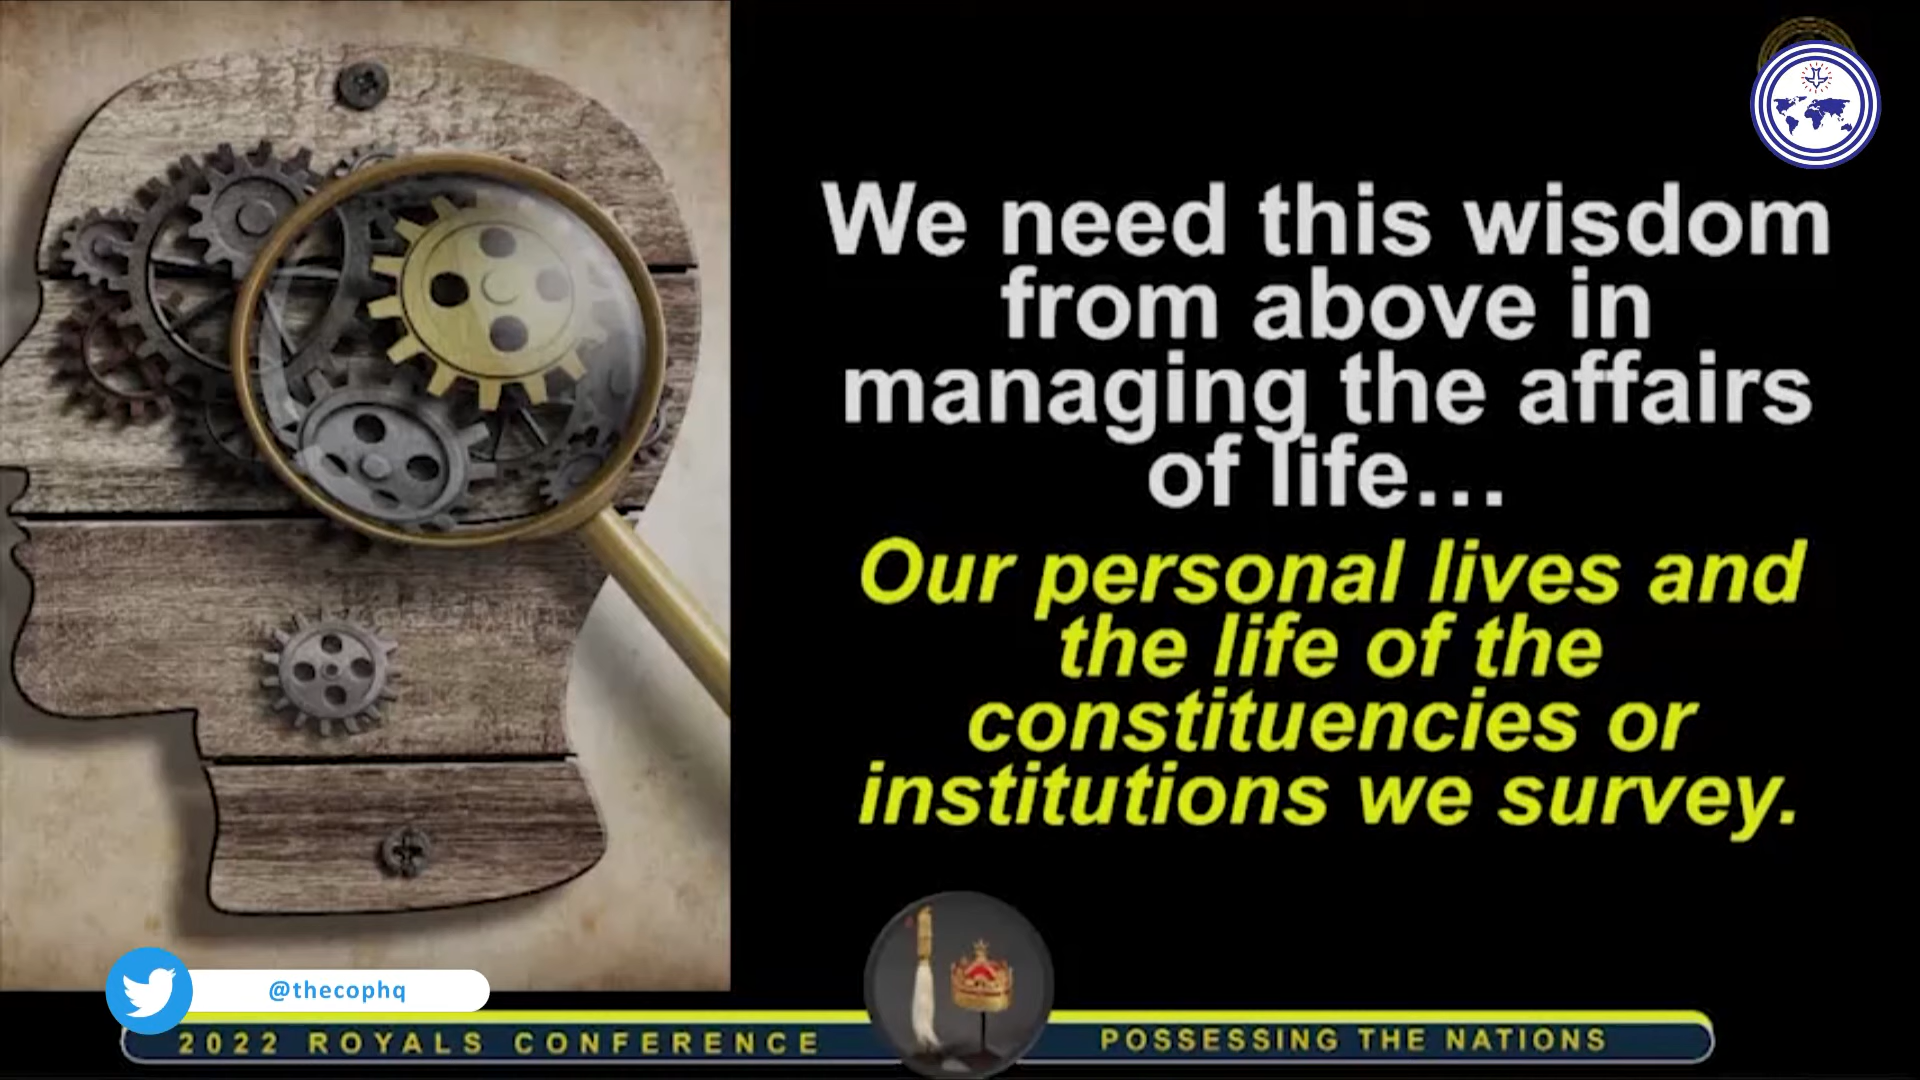 We need this wisdom
from above in
managing the affairs
of life…
Our personal lives and
the life of the
constituencies or
institutions we survey.
@thecophq
2022 ROYALS CONFERENCE
POSSESSING THE NATIONS